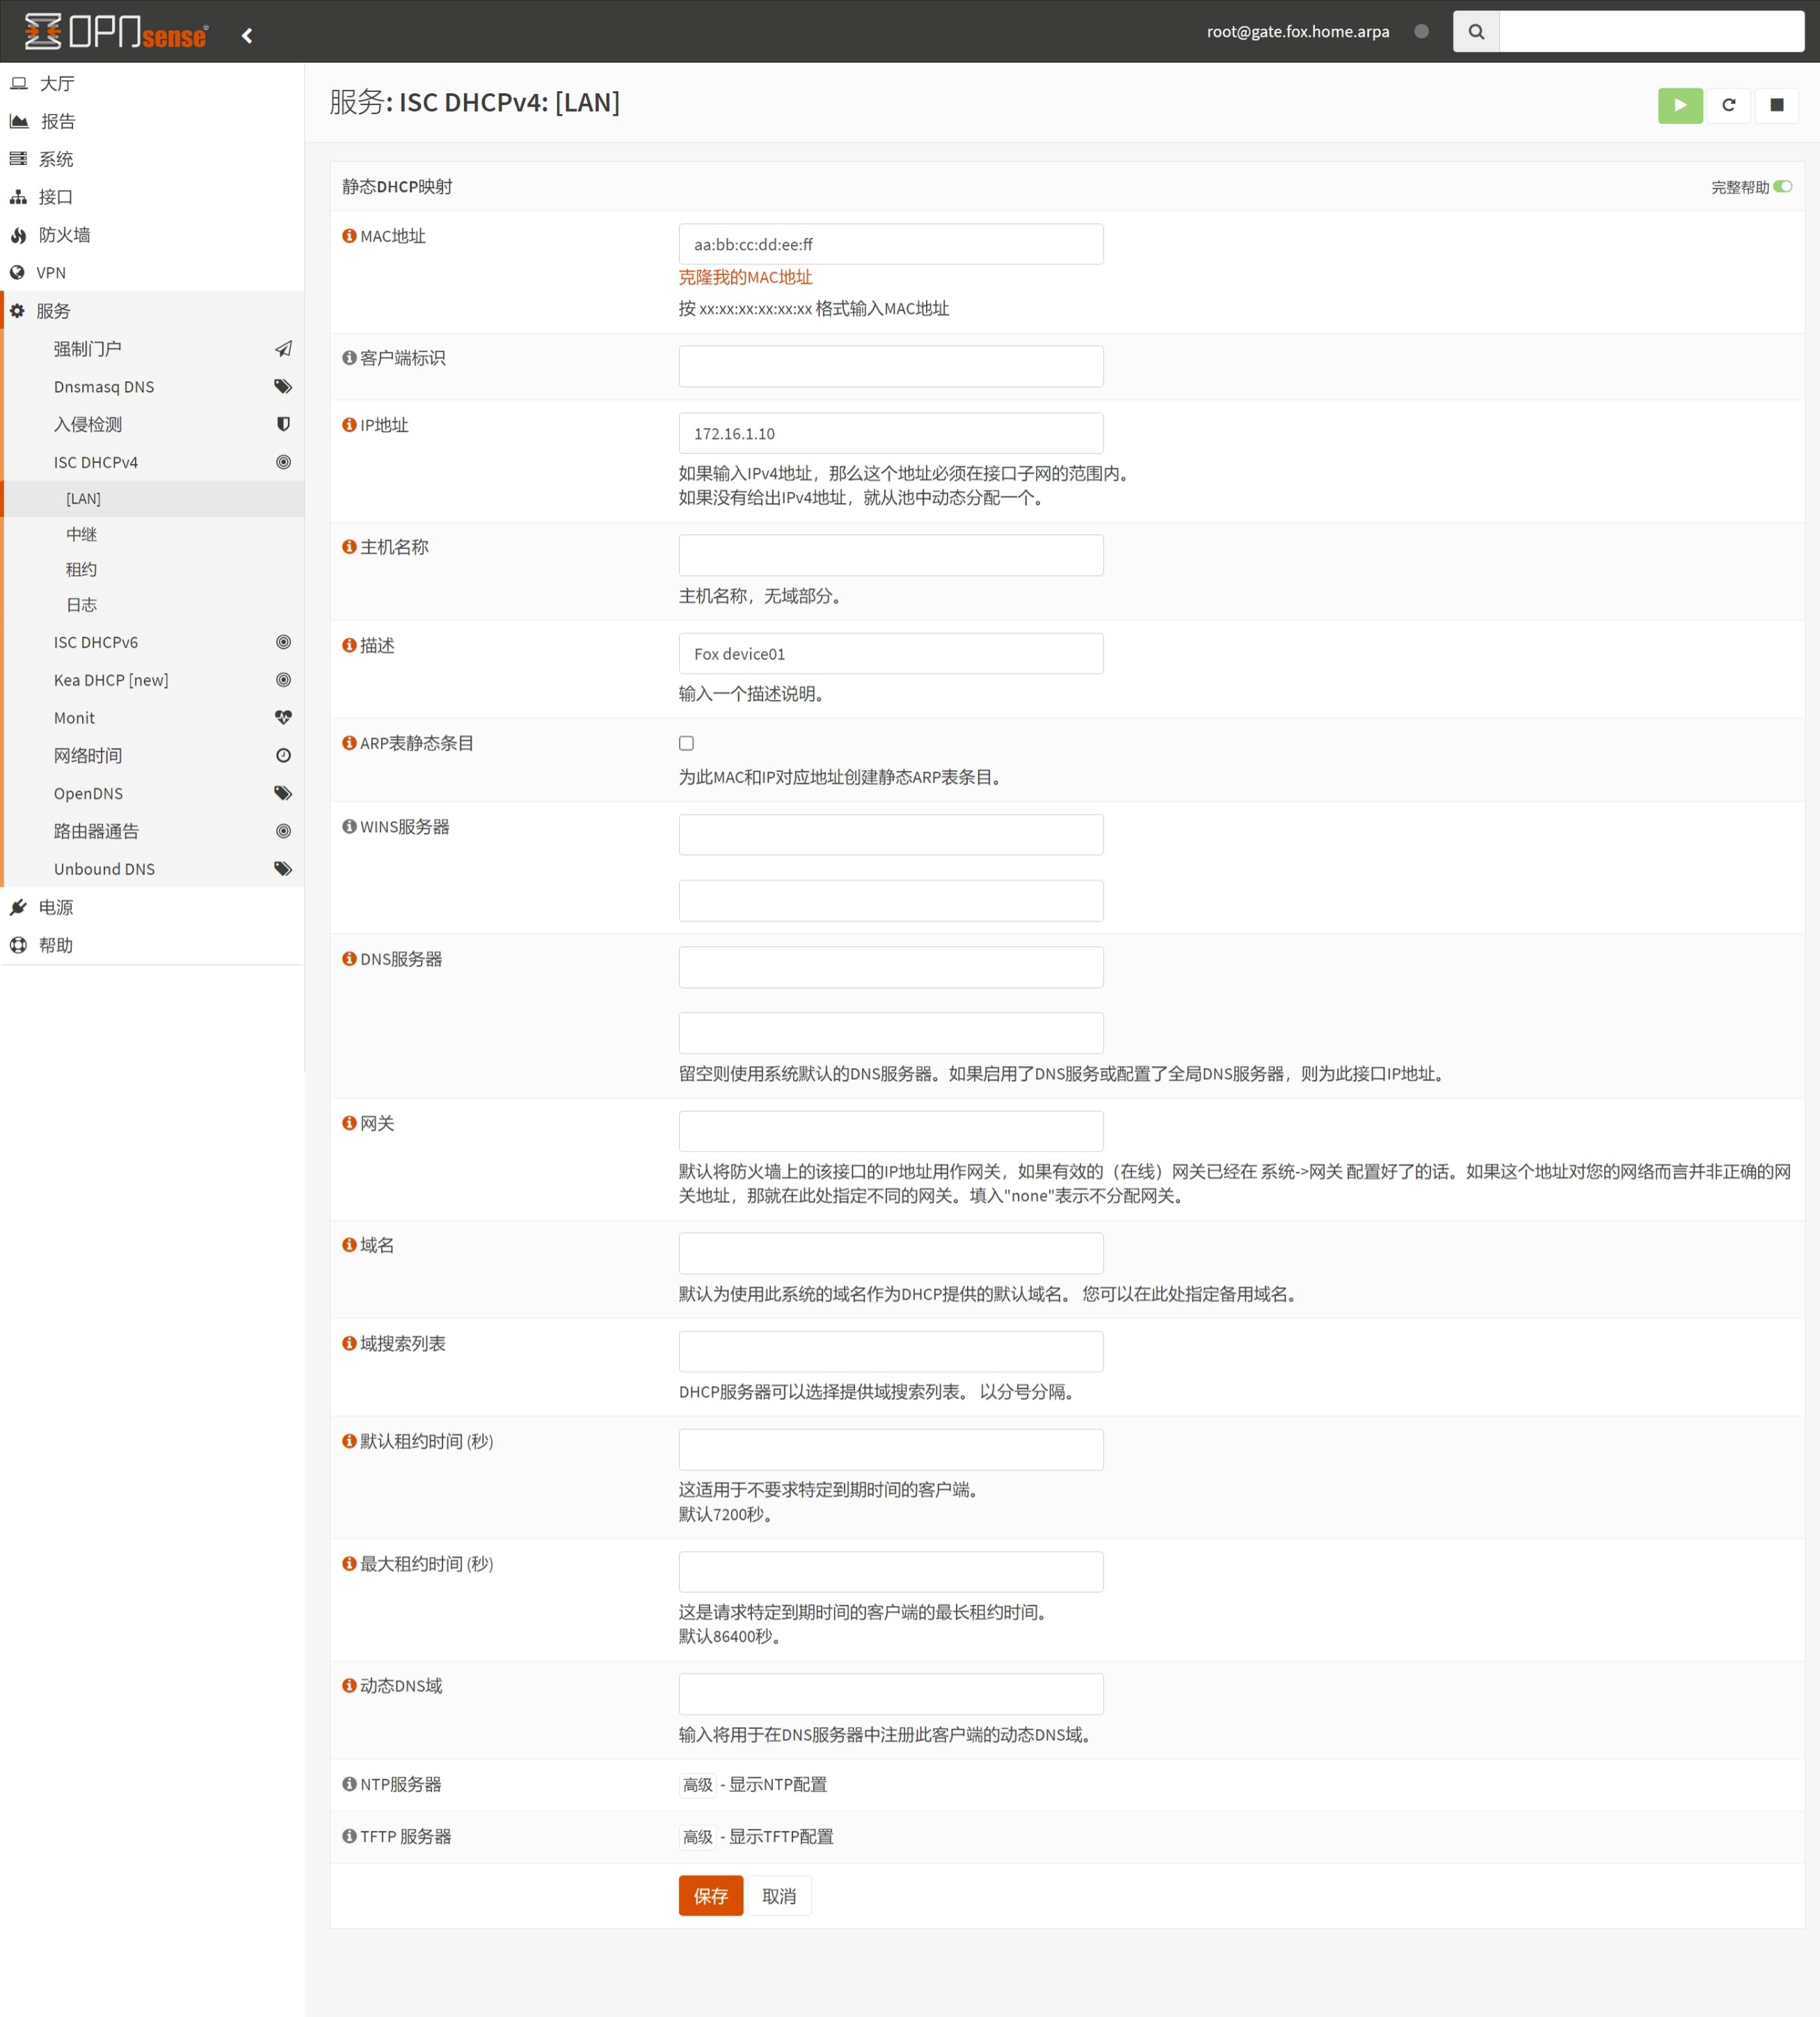 OPNsense®
root@gate.fox.home.arpa
大厅
报告
系统
接口
防火墙
VPN
服务
强制门户
Dnsmasq DNS
入侵检测
ISC DHCPv4
[LAN]
中继
租约
日志
ISC DHCPv6
Kea DHCP [new]
Monit
网络时间
OpenDNS
路由器通告
Unbound DNS
电源
帮助
服务: ISC DHCPv4: [LAN]
静态DHCP映射
完整帮助
MAC地址
aa:bb:cc:dd:ee:ff
克隆我的MAC地址
按 xx:xx:xx:xx:xx:xx 格式输入MAC地址
客户端标识
IP地址
172.16.1.10
如果输入IPv4地址，那么这个地址必须在接口子网的范围内。
如果没有给出IPv4地址，就从池中动态分配一个。
主机名称
主机名称，无域部分。
描述
Fox device01
输入一个描述说明。
ARP表静态条目
为此MAC和IP对应地址创建静态ARP表条目。
WINS服务器
DNS服务器
留空则使用系统默认的DNS服务器。如果启用了DNS服务或配置了全局DNS服务器，则为此接口IP地址。
网关
默认将防火墙上的该接口的IP地址用作网关，如果有效的（在线）网关已经在 系统->网关 配置好了的话。如果这个地址对您的网络而言并非正确的网
关地址，那就在此处指定不同的网关。填入"none"表示不分配网关。
域名
默认为使用此系统的域名作为DHCP提供的默认域名。 您可以在此处指定备用域名。
域搜索列表
DHCP服务器可以选择提供域搜索列表。 以分号分隔。
默认租约时间 (秒)
这适用于不要求特定到期时间的客户端。
默认7200秒。
最大租约时间 (秒)
这是请求特定到期时间的客户端的最长租约时间。
默认86400秒。
动态DNS域
输入将用于在DNS服务器中注册此客户端的动态DNS域。
NTP服务器
高级 - 显示NTP配置
TFTP 服务器
高级 - 显示TFTP配置
保存 取消